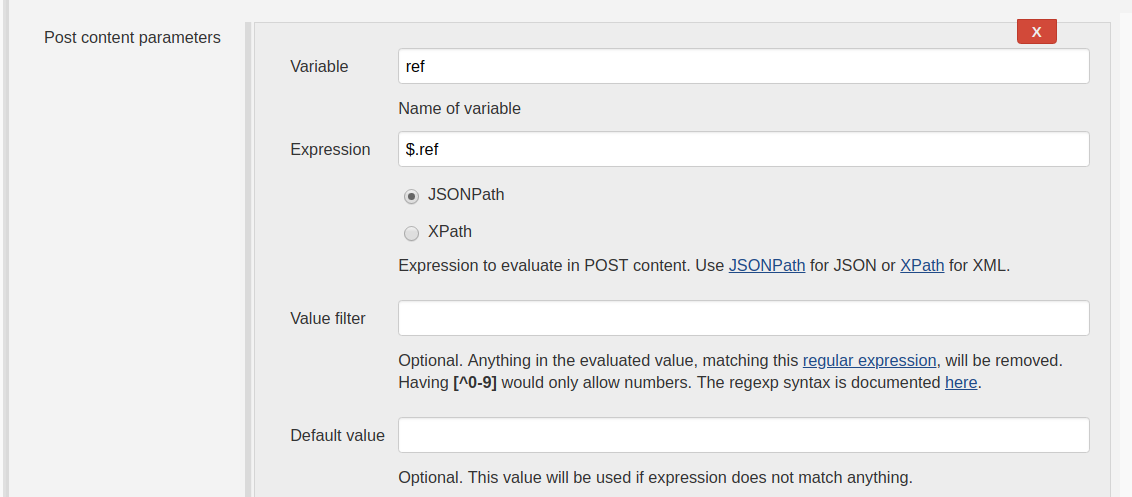 Post content parameters
X
Variable
ref
Name of variable
Expression
$.ref
JSONPath
XPath
Expression to evaluate in POST content. Use JSONPath for JSON or XPath for XML.
Value filter
Optional. Anything in the evaluated value, matching this regular expression, will be removed.
Having [^0-9] would only allow numbers. The regexp syntax is documented here.
Default value
Optional. This value will be used if expression does not match anything.